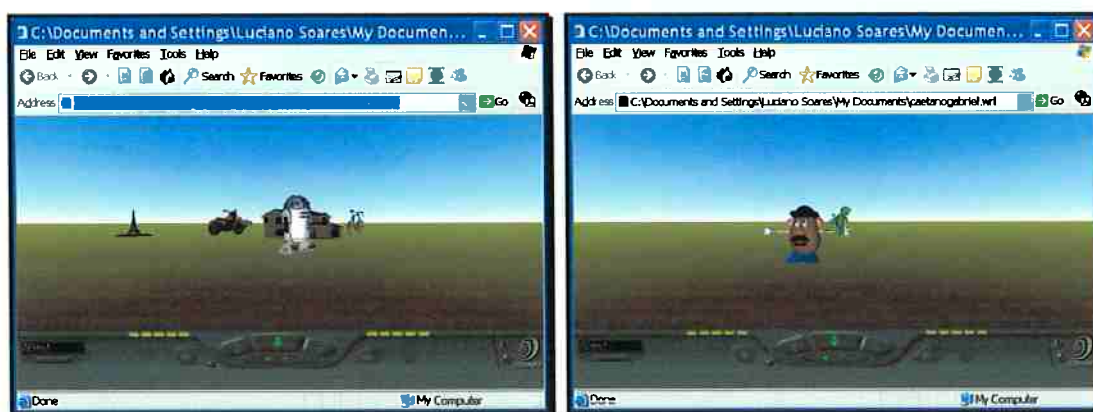 C:\Documents and Settings\Luciano Soares\My Documen...
File Edit View Favorites Tools Help
Back Search Favorites
Address Go
Done My Computer
C:\Documents and Settings\Luciano Soares\My Documen...
File Edit View Favorites Tools Help
Back Search Favorites
Address C:\Documents and Settings\Luciano Soares\My Documents\caetanogabriel.wrl Go
Done My Computer